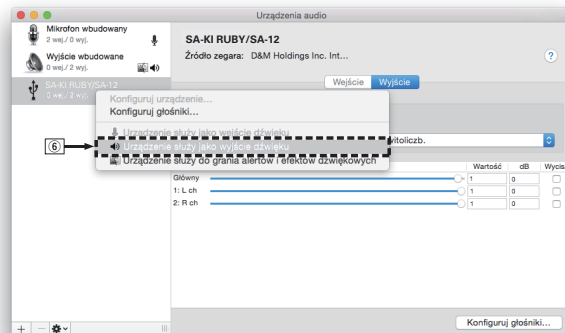 Urządzenia audio
Mikrofon wbudowany
2 wej./ 0 wyj.
Wyjście wbudowane
0 wej./ 2 wyj.
SA-KI RUBY/SA-12
0 wej./ 2 wyj.
SA-KI RUBY/SA-12
Źródło zegara: D&M Holdings Inc. Int...
?
Wejście Wyjście
Konfiguruj urządzenie...
Konfiguruj głośniki...
Urządzenie służy jako wejście dźwięku
⑥ Urządzenie służy jako wyjście dźwięku
Urządzenie służy do grania alertów i efektów dźwiękowych
Wartość dB Wycis
Główny 1 0
1: L ch 1 0
2: R ch 1 0
+ −
Konfiguruj głośniki...